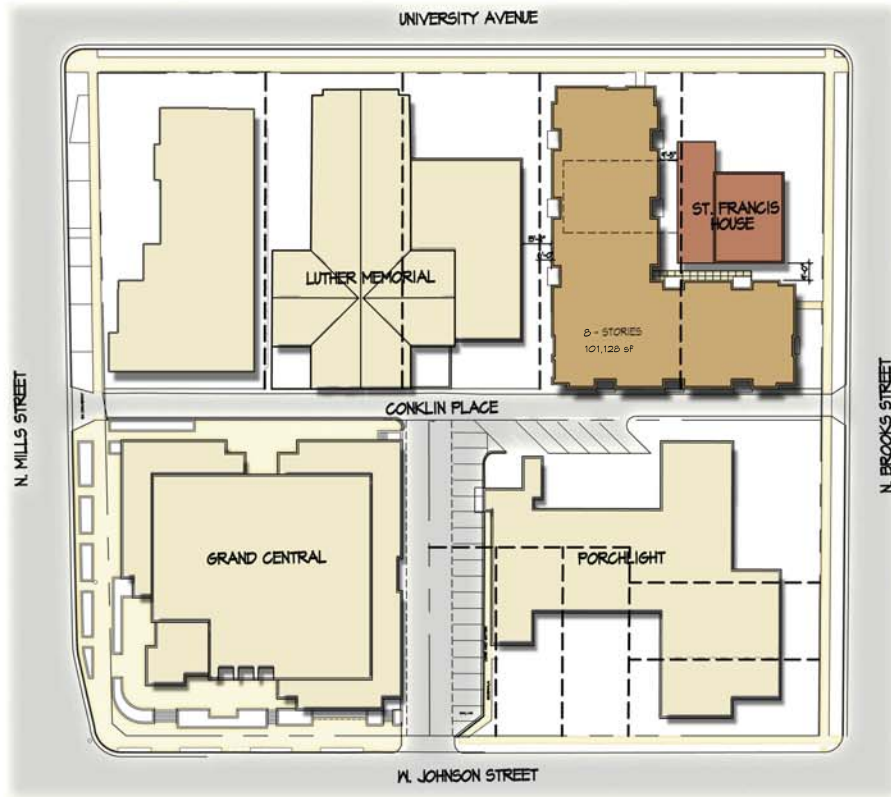 UNIVERSITY AVENUE
ST. FRANCIS
HOUSE
LUTHER MEMORIAL
8 - STORIES
101,128 SF
N. MILLS STREET
CONKLIN PLACE
N. BROOKS STREET
GRAND CENTRAL
PORCHLIGHT
W. JOHNSON STREET